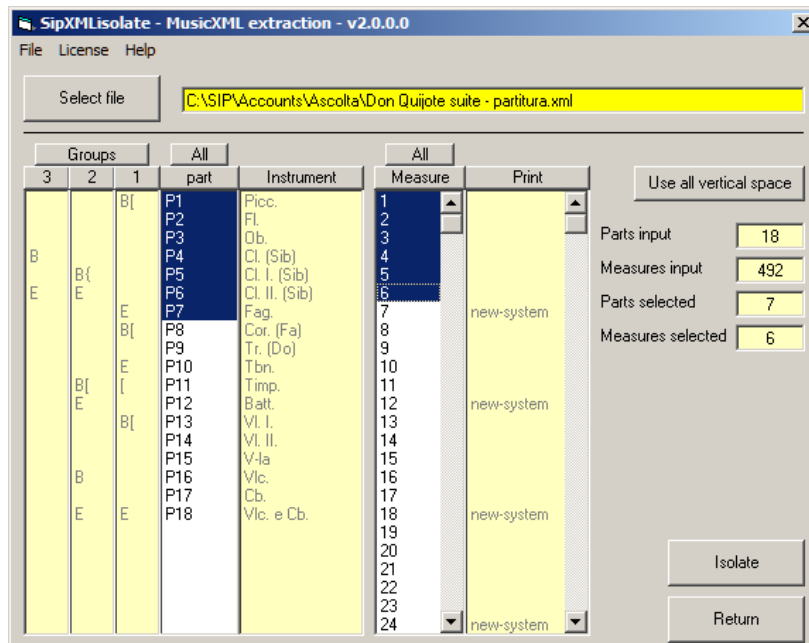 SipXMLisolate - MusicXML extraction - v2.0.0.0
File License Help
Select file C:\SIP\Accounts\Ascolta\Don Quijote suite - partitura.xml
Groups All All
3 2 1 part Instrument Measure Print Use all vertical space
B[ P1 Picc. 1
P2 Fl. 2
P3 Ob. 3 Parts input 18
B P4 Cl. (Sib) 4
B{ P5 Cl. I. (Sib) 5 Measures input 492
E E P6 Cl. II. (Sib) 6
E P7 Fag. 7 new-system Parts selected 7
B[ P8 Cor. (Fa) 8 Measures selected 6
P9 Tr. (Do) 9
E P10 Tbn. 10
B[ [ P11 Timp. 11
E P12 Batt. 12 new-system
B[ P13 Vl. I. 13
P14 Vl. II. 14
P15 V-la 15
B P16 Vlc. 16
P17 Cb. 17
E E P18 Vlc. e Cb. 18 new-system
19
20
21 Isolate
22
23 Return
24 new-system